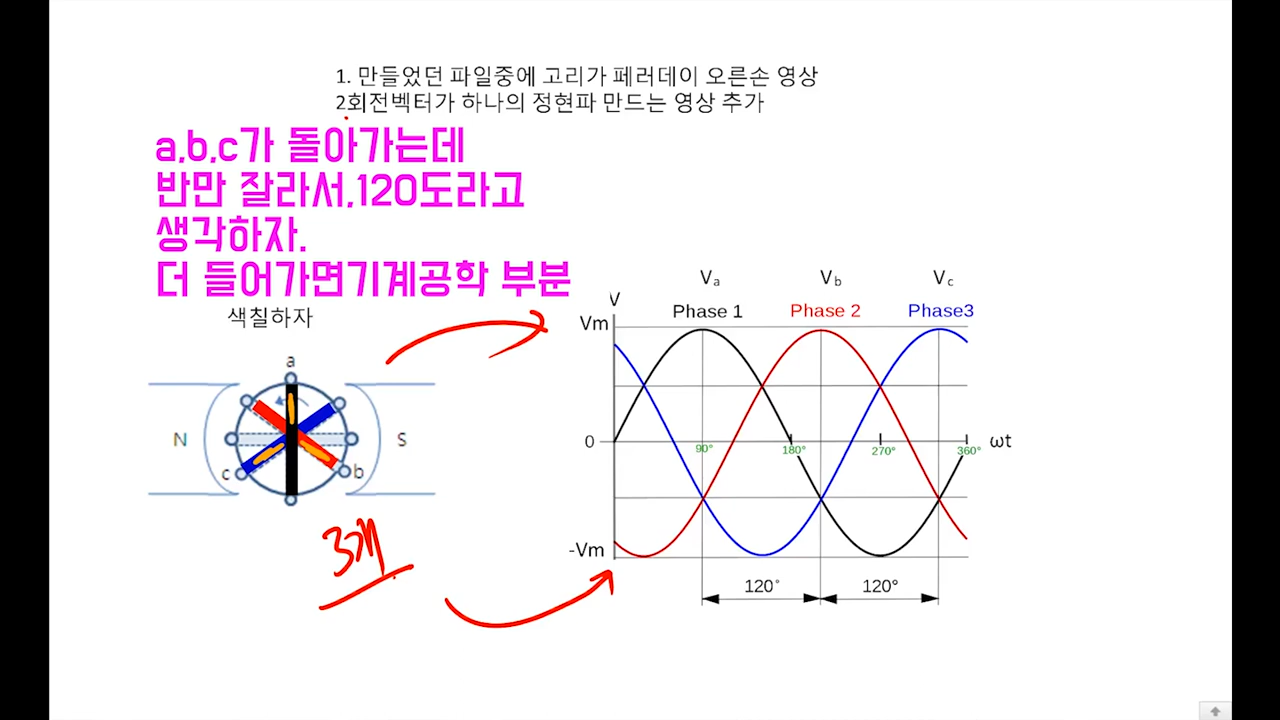 1. 만들었던 파일중에 고리가 페러데이 오른손 영상
2회전벡터가 하나의 정현파 만드는 영상 추가
a,b,c가 돌아가는데
반만 잘라서,120도라고
생각하자.
더 들어가면기계공학 부분
색칠하자
a
N
S
c
b
3개
Va
Vb
Vc
V
Phase 1
Phase 2
Phase3
Vm
0
90°
180°
270°
360°
ωt
-Vm
120°
120°